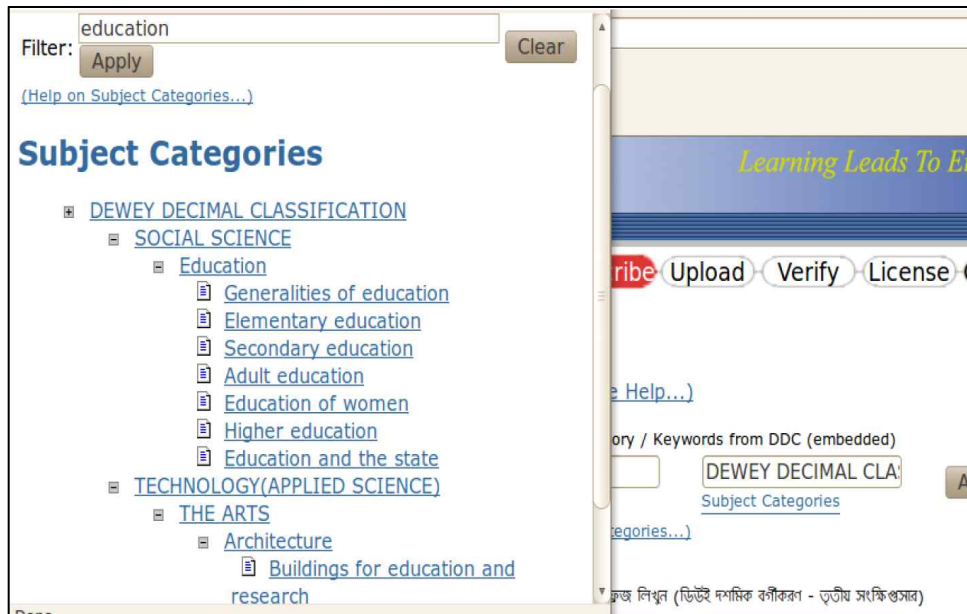 education
Filter:
Apply
Clear
(Help on Subject Categories...)
Subject Categories
DEWEY DECIMAL CLASSIFICATION
SOCIAL SCIENCE
Education
Generalities of education
Elementary education
Secondary education
Adult education
Education of women
Higher education
Education and the state
TECHNOLOGY(APPLIED SCIENCE)
THE ARTS
Architecture
Buildings for education and
research
Learning Leads To
ribe Upload Verify License
e Help...)
ory / Keywords from DDC (embedded)
DEWEY DECIMAL CLAS
Subject Categories
tegories...)
লিখুন (ডিউই দশমিক বর্গীকরণ - তৃতীয়